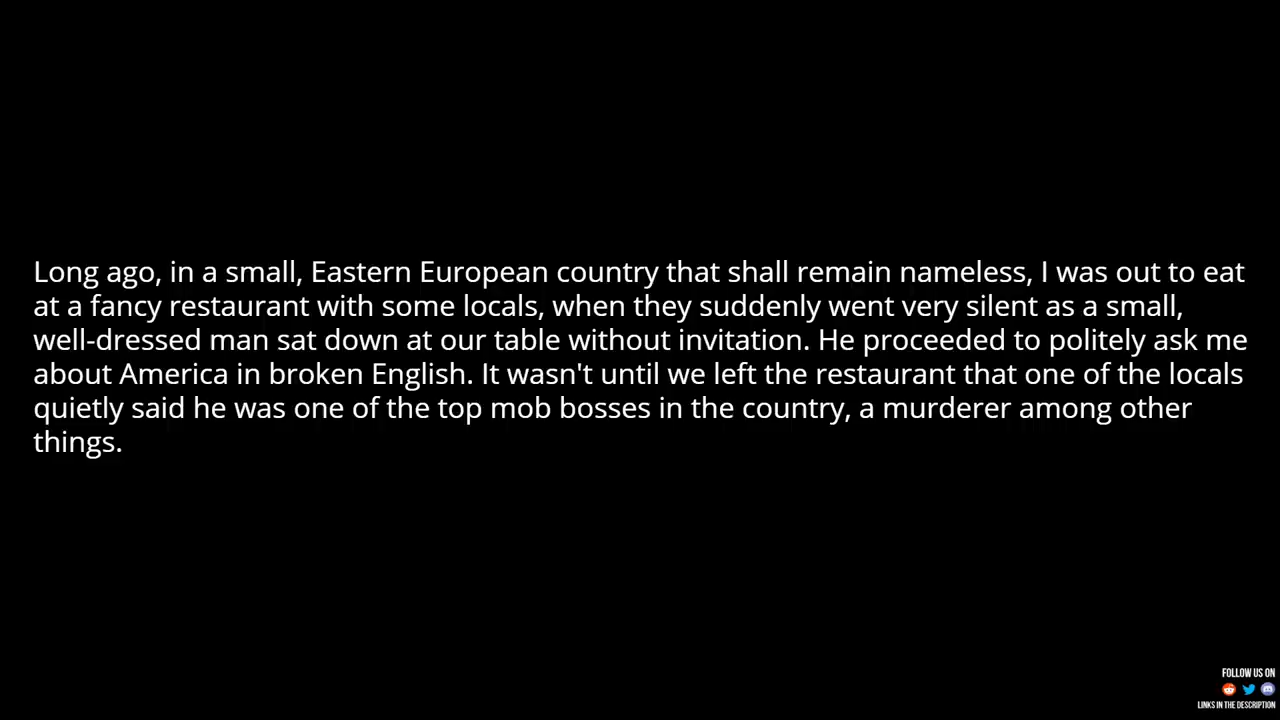 Long ago, in a small, Eastern European country that shall remain nameless, I was out to eat
at a fancy restaurant with some locals, when they suddenly went very silent as a small,
well-dressed man sat down at our table without invitation. He proceeded to politely ask me
about America in broken English. It wasn't until we left the restaurant that one of the locals
quietly said he was one of the top mob bosses in the country, a murderer among other
things.
FOLLOW US ON
LINKS IN THE DESCRIPTION